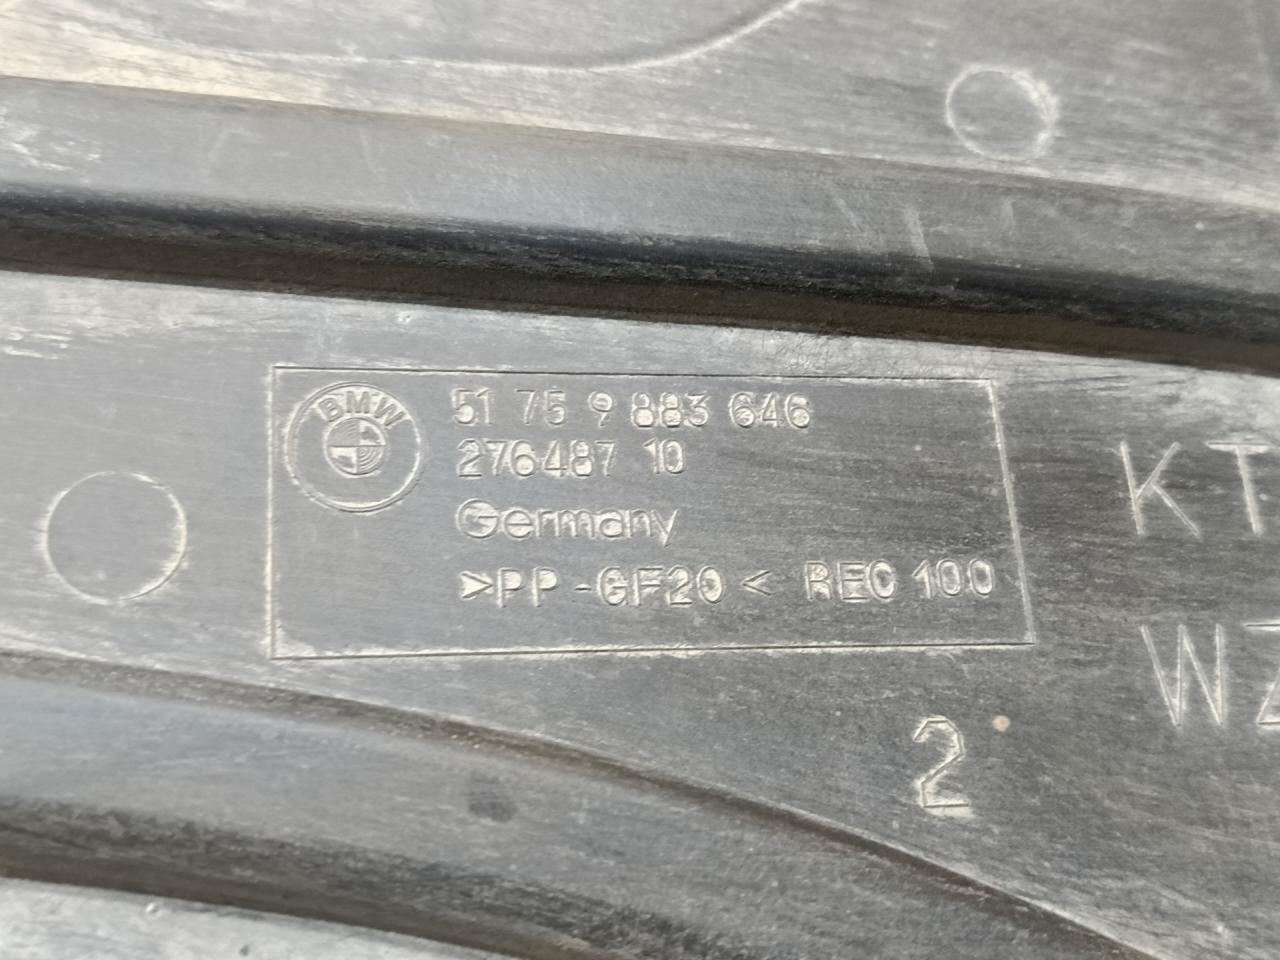 BMW
51 75 9 883 646
276487 10
Germany
>PP-GF20< REC 100
KT
WZ
2